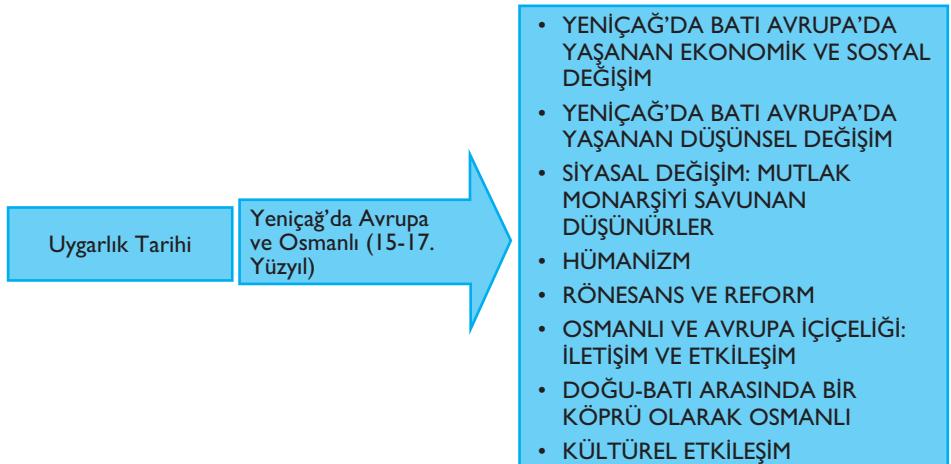 Uygarlık Tarihi
Yeniçağ’da Avrupa
ve Osmanlı (15-17.
Yüzyıl)
• YENİÇAĞ’DA BATI AVRUPA’DA
YAŞANAN EKONOMİK VE SOSYAL
DEĞİŞİM
• YENİÇAĞ’DA BATI AVRUPA’DA
YAŞANAN DÜŞÜNSEL DEĞİŞİM
• SİYASAL DEĞİŞİM: MUTLAK
MONARŞİYİ SAVUNAN
DÜŞÜNÜRLER
• HÜMANİZM
• RÖNESANS VE REFORM
• OSMANLI VE AVRUPA İÇİÇELİĞİ:
İLETİŞİM VE ETKİLEŞİM
• DOĞU-BATI ARASINDA BİR
KÖPRÜ OLARAK OSMANLI
• KÜLTÜREL ETKİLEŞİM